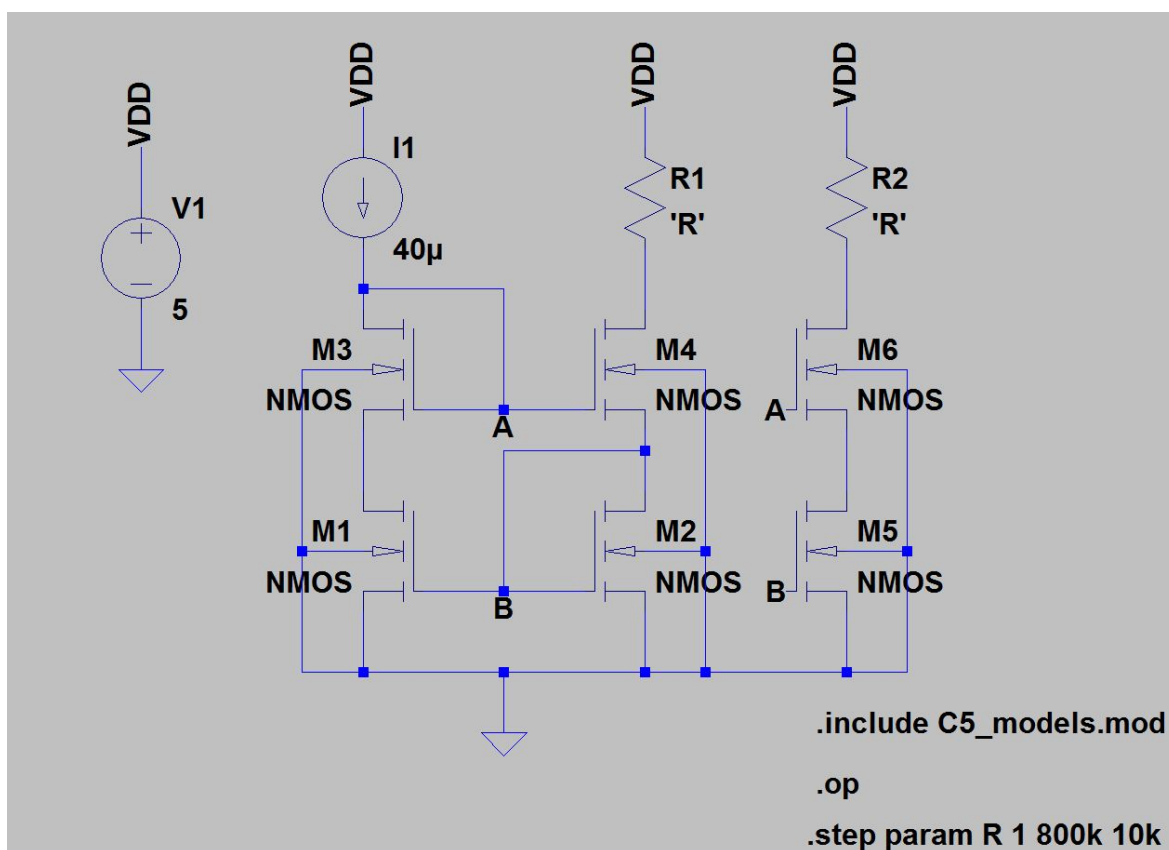 VDD
VDD
VDD
VDD
I1
R1
R2
V1
'R'
'R'
40µ
5
M3
M4
M6
NMOS
NMOS
NMOS
A
A
M1
M2
M5
NMOS
NMOS
NMOS
B
B
.include C5_models.mod
.op
.step param R 1 800k 10k